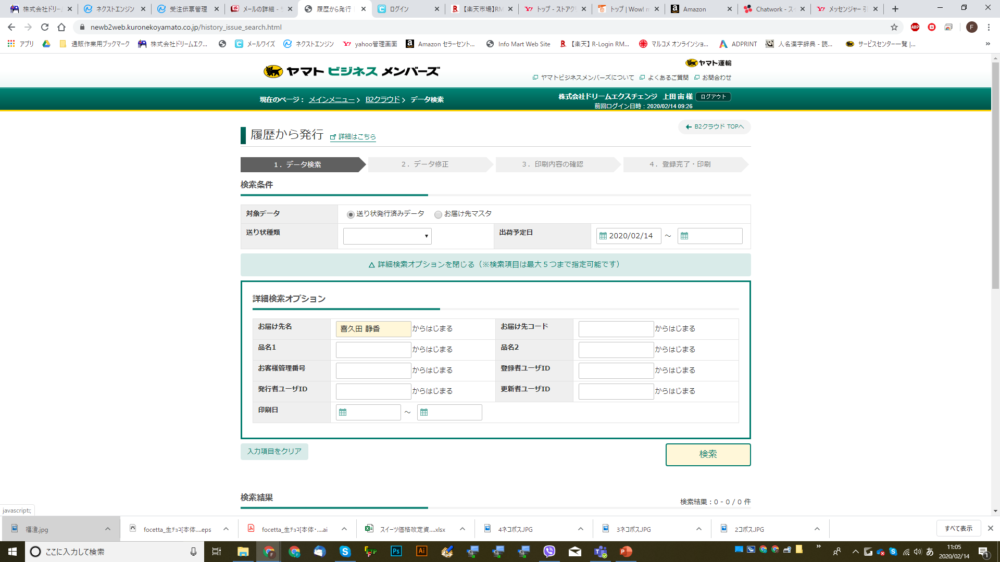 株式会社ドリー
ネクストエンジン
受注伝票管理
メールの詳細 -
履歴から発行
ログイン
【楽天市場】RM
トップ - ストアク
トップ | Wow! m
Amazon
Chatwork - ス
メッセンジャー
newb2web.kuronekoyamato.co.jp/history_issue_search.html
アプリ
通販作業用ブックマーク
株式会社ドリームエク...
メールワイズ
ネクストエンジン
yahoo管理画面
Amazon セラーセント...
Info Mart Web Site
【楽天】R-Login RM...
マルコメ オンラインショ...
ADPRINT
人名漢字辞典 - 読...
サービスセンター一覧 |...
ヤマト ビジネス メンバーズ
ヤマト運輸
ヤマトビジネスメンバーズについて よくあるご質問 お問合わせ
現在のページ： メインメニュー > B2クラウド > データ検索
株式会社ドリームエクスチェンジ 上田 宙 様 ログアウト
前回ログイン日時：2020/02/14 09:26
履歴から発行 詳細はこちら
B2クラウド TOPへ
1．データ検索
2．データ修正
3．印刷内容の確認
4．登録完了・印刷
検索条件
対象データ 送り状発行済みデータ お届け先マスタ
送り状種類
出荷予定日 2020/02/14 ～
△ 詳細検索オプションを閉じる（※検索項目は最大５つまで指定可能です）
詳細検索オプション
お届け先名 喜久田 静香 からはじまる
お届け先コード からはじまる
品名1 からはじまる
品名2 からはじまる
お客様管理番号 からはじまる
登録者ユーザID からはじまる
発行者ユーザID からはじまる
更新者ユーザID からはじまる
印刷日 ～
入力項目をクリア
検索
検索結果
検索結果：0 - 0 / 0 件
javascript:;
福澄.jpg
focetta_生ﾁｮｺ[本体....eps
focetta_生ﾁｮｺ[本体・....ai
スイーツ価格改定資....xlsx
4ネコポス.JPG
3ネコポス.JPG
2コポス.JPG
すべて表示
ここに入力して検索
あ
11:05
2020/02/14
1